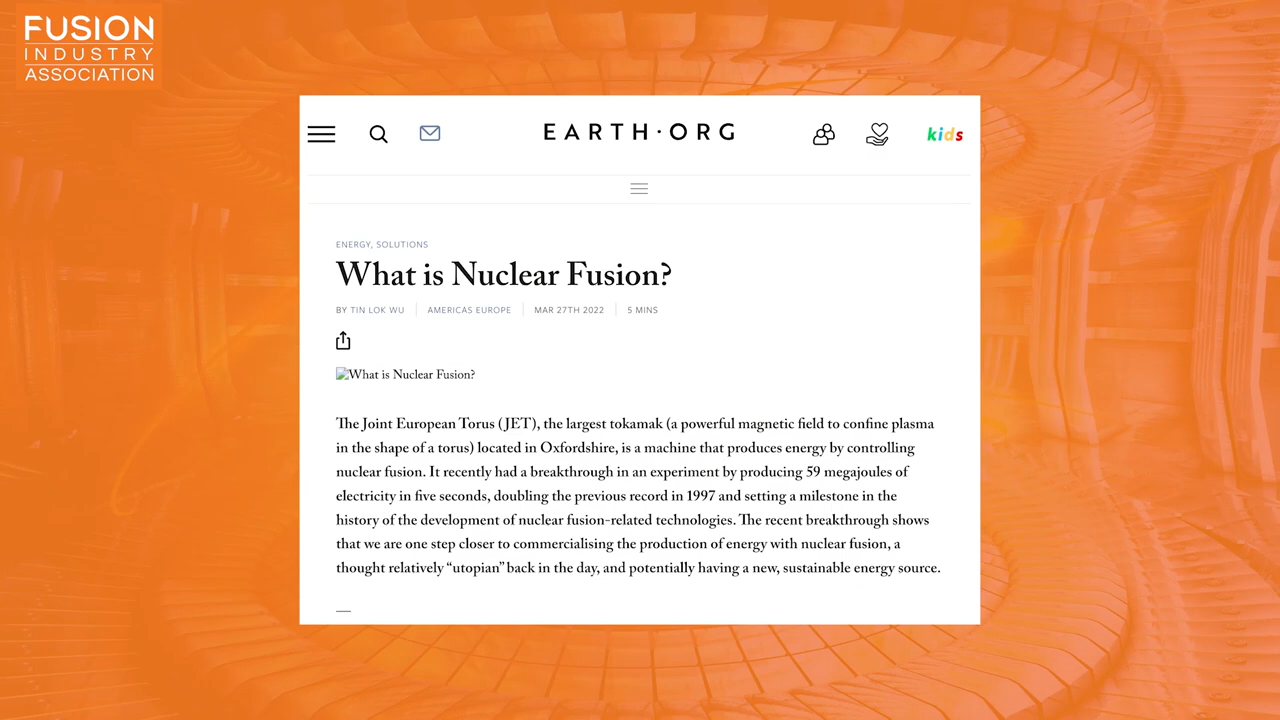 FUSION
INDUSTRY
ASSOCIATION
EARTH·ORG
kids
ENERGY, SOLUTIONS
What is Nuclear Fusion?
BY TIN LOK WU AMERICAS EUROPE MAR 27TH 2022 5 MINS
What is Nuclear Fusion?
The Joint European Torus (JET), the largest tokamak (a powerful magnetic field to confine plasma
in the shape of a torus) located in Oxfordshire, is a machine that produces energy by controlling
nuclear fusion. It recently had a breakthrough in an experiment by producing 59 megajoules of
electricity in five seconds, doubling the previous record in 1997 and setting a milestone in the
history of the development of nuclear fusion-related technologies. The recent breakthrough shows
that we are one step closer to commercialising the production of energy with nuclear fusion, a
thought relatively “utopian” back in the day, and potentially having a new, sustainable energy source.
—